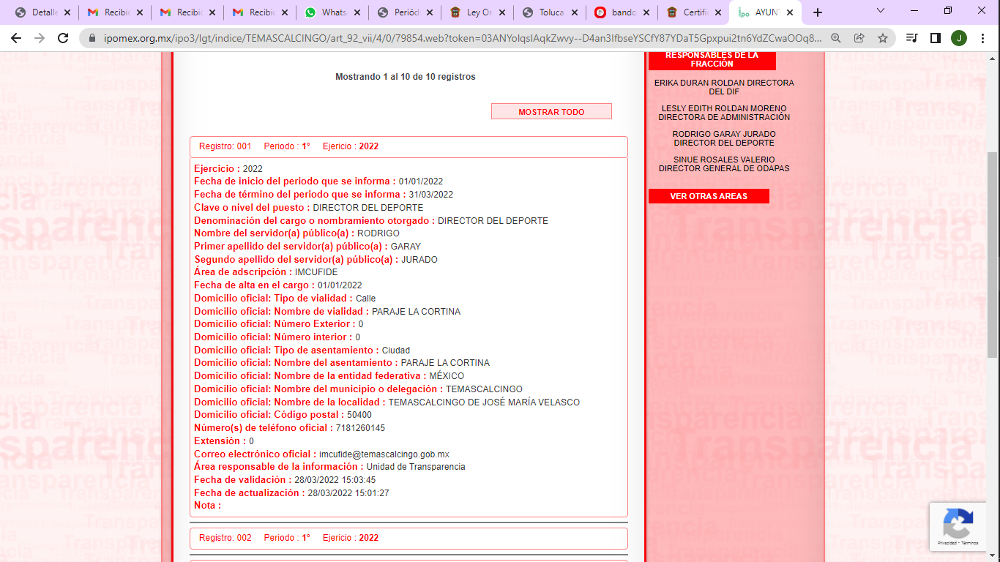 Detalle
Recibid
Recibid
Recibid
Whats
Periód
Ley Or
Toluca
bando
Certific
AYUNT
ipomex.org.mx/ipo3/lgt/indice/TEMASCALCINGO/art_92_vii/4/0/79854.web?token=03ANYolqsIAqkZwvy--D4an3IfbseYSCfY87YDaT5Gpxpui2tn6YdZCwaOOq8...
J
Mostrando 1 al 10 de 10 registros
MOSTRAR TODO
Registro: 001 Periodo : 1° Ejericio : 2022
Ejercicio : 2022
Fecha de inicio del periodo que se informa : 01/01/2022
Fecha de término del periodo que se informa : 31/03/2022
Clave o nivel del puesto : DIRECTOR DEL DEPORTE
Denominación del cargo o nombramiento otorgado : DIRECTOR DEL DEPORTE
Nombre del servidor(a) público(a) : RODRIGO
Primer apellido del servidor(a) público(a) : GARAY
Segundo apellido del servidor(a) público(a) : JURADO
Área de adscripción : IMCUFIDE
Fecha de alta en el cargo : 01/01/2022
Domicilio oficial: Tipo de vialidad : Calle
Domicilio oficial: Nombre de vialidad : PARAJE LA CORTINA
Domicilio oficial: Número Exterior : 0
Domicilio oficial: Número interior : 0
Domicilio oficial: Tipo de asentamiento : Ciudad
Domicilio oficial: Nombre del asentamiento : PARAJE LA CORTINA
Domicilio oficial: Nombre de la entidad federativa : MÉXICO
Domicilio oficial: Nombre del municipio o delegación : TEMASCALCINGO
Domicilio oficial: Nombre de la localidad : TEMASCALCINGO DE JOSÉ MARÍA VELASCO
Domicilio oficial: Código postal : 50400
Número(s) de teléfono oficial : 7181260145
Extensión : 0
Correo electrónico oficial : imcufide@temascalcingo.gob.mx
Área responsable de la información : Unidad de Transparencia
Fecha de validación : 28/03/2022 15:03:45
Fecha de actualización : 28/03/2022 15:01:27
Nota :
Registro: 002 Periodo : 1° Ejericio : 2022
RESPONSABLES DE LA
FRACCIÓN
ERIKA DURAN ROLDAN DIRECTORA
DEL DIF
LESLY EDITH ROLDAN MORENO
DIRECTORA DE ADMINISTRACIÓN
RODRIGO GARAY JURADO
DIRECTOR DEL DEPORTE
SINUE ROSALES VALERIO
DIRECTOR GENERAL DE ODAPAS
VER OTRAS AREAS
Transparencia
Privacidad - Términos